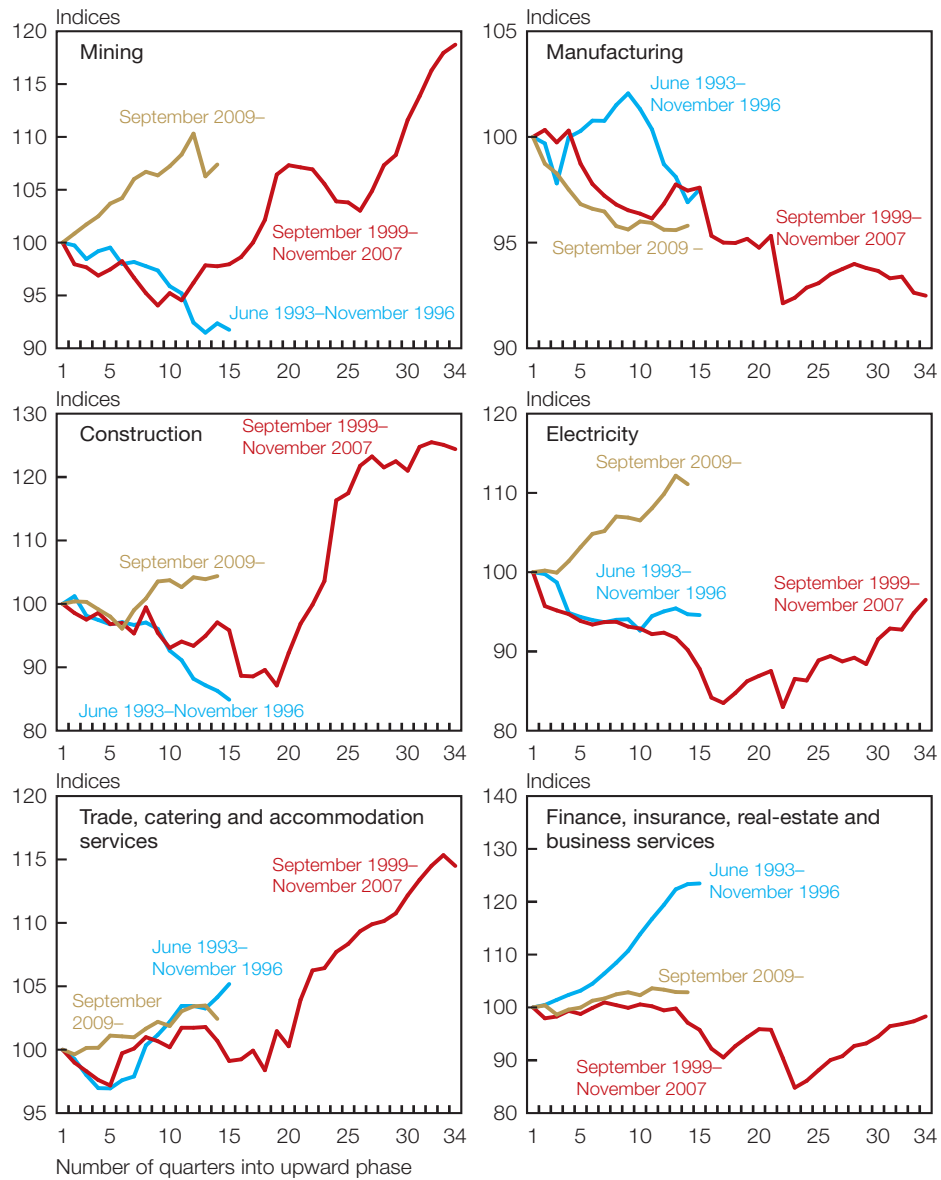 Indices
Mining
120
115
110
105
100
95
90
September 2009–
September 1999–
November 2007
June 1993–November 1996
1 5 10 15 20 25 30 34
Indices
Manufacturing
105
100
95
90
June 1993–
November 1996
September 2009 –
September 1999–
November 2007
1 5 10 15 20 25 30 34
Indices
Construction
130
120
110
100
90
80
September 1999–
November 2007
September 2009–
June 1993–November 1996
1 5 10 15 20 25 30 34
Indices
Electricity
120
110
100
90
80
September 2009–
June 1993–
November 1996
September 1999–
November 2007
1 5 10 15 20 25 30 34
Indices
Trade, catering and accommodation
services
120
115
110
105
100
95
September 1999–
November 2007
June 1993–
November 1996
September
2009–
1 5 10 15 20 25 30 34
Indices
Finance, insurance, real-estate and
business services
140
130
120
110
100
90
80
June 1993–
November 1996
September 2009–
September 1999–
November 2007
1 5 10 15 20 25 30 34
Number of quarters into upward phase